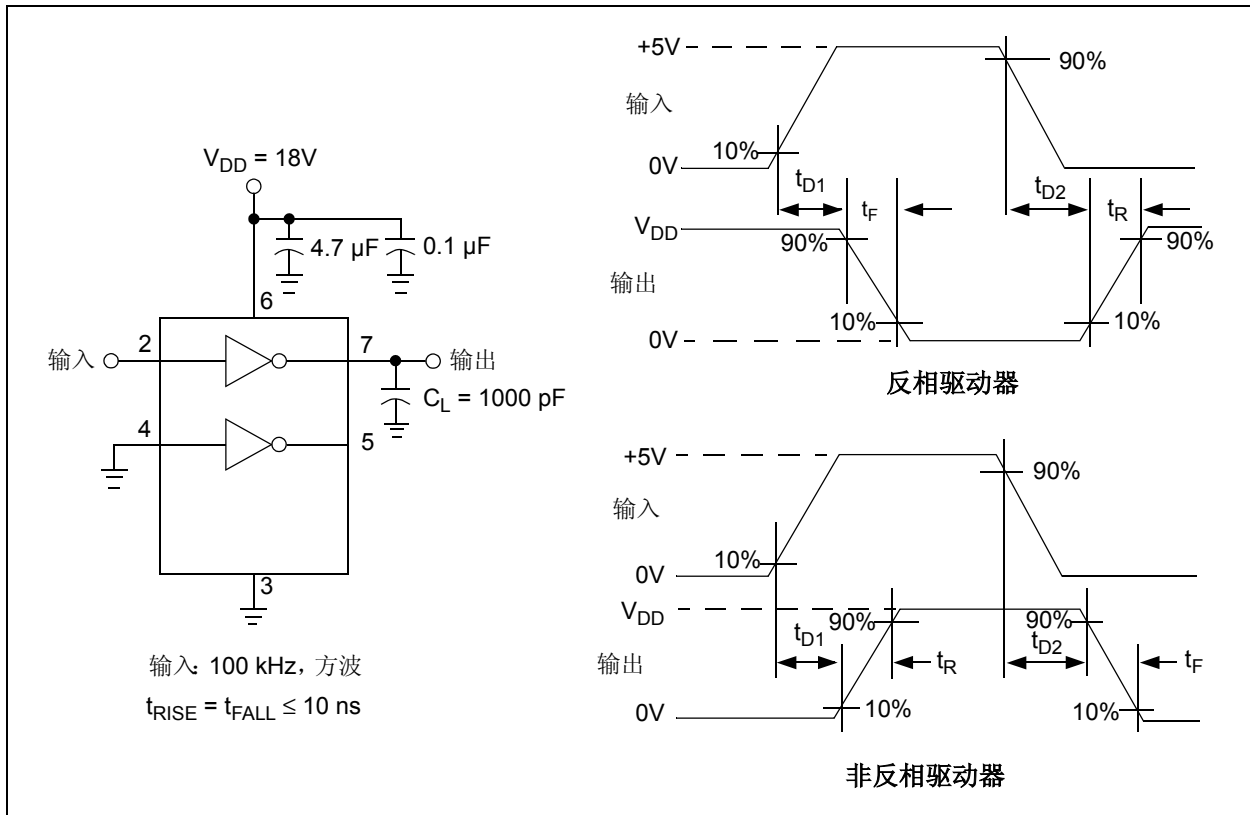 V_DD = 18V
4.7 µF
0.1 µF
6
输入
2
7
输出
C_L = 1000 pF
4
5
3
输入: 100 kHz, 方波
t_RISE = t_FALL ≤ 10 ns
+5V
90%
输入
10%
0V
t_D1
t_D2
t_F
t_R
V_DD
90%
90%
输出
10%
10%
0V
反相驱动器
+5V
90%
输入
10%
0V
V_DD
90%
90%
t_D1
t_R
t_D2
t_F
输出
0V
10%
10%
非反相驱动器